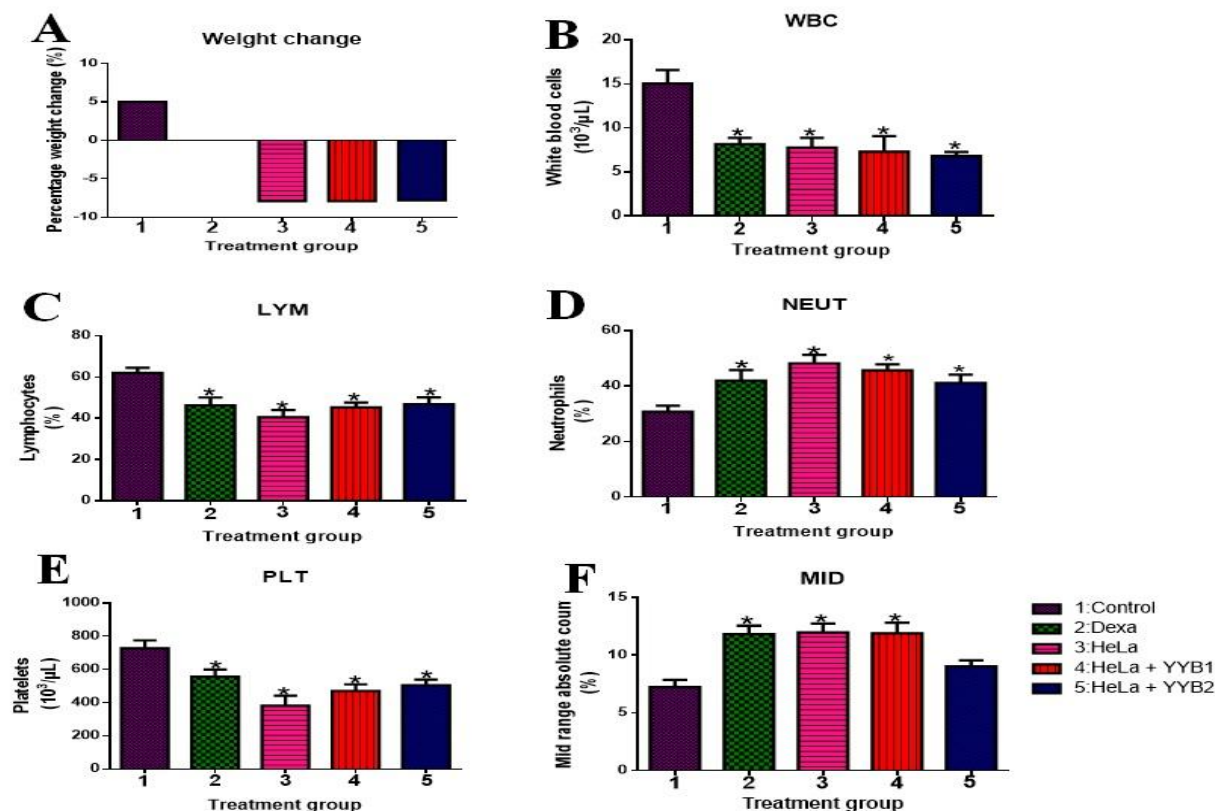 A
Weight change
Percentage weight change (%)
10
5
0
-5
-10
1 2 3 4 5
Treatment group
B
WBC
White blood cells
(10³/µL)
20
15
10
5
0
* * * *
1 2 3 4 5
Treatment group
C
LYM
Lymphocytes
(%)
80
60
40
20
0
* * * *
1 2 3 4 5
Treatment group
D
NEUT
Neutrophils
(%)
60
40
20
0
* * * *
1 2 3 4 5
Treatment group
E
PLT
Platelets
(10³/µL)
1000
800
600
400
200
0
* * * *
1 2 3 4 5
Treatment group
F
MID
Mid range absolute coun
(%)
15
10
5
0
* * *
1 2 3 4 5
Treatment group
1:Control
2:Dexa
3:HeLa
4:HeLa + YYB1
5:HeLa + YYB2